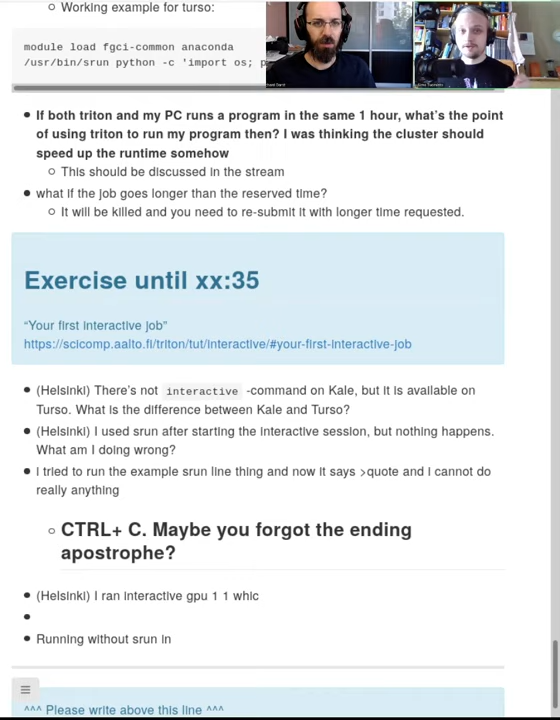 Working example for turso:
module load fgci-common anaconda
/usr/bin/srun python -c 'import os; p
If both triton and my PC runs a program in the same 1 hour, what's the point
of using triton to run my program then? I was thinking the cluster should
speed up the runtime somehow
This should be discussed in the stream
what if the job goes longer than the reserved time?
It will be killed and you need to re-submit it with longer time requested.
Exercise until xx:35
“Your first interactive job”
https://scicomp.aalto.fi/triton/tut/interactive/#your-first-interactive-job
(Helsinki) There's not interactive -command on Kale, but it is available on
Turso. What is the difference between Kale and Turso?
(Helsinki) I used srun after starting the interactive session, but nothing happens.
What am I doing wrong?
i tried to run the example srun line thing and now it says >quote and i cannot do
really anything
CTRL+ C. Maybe you forgot the ending
apostrophe?
(Helsinki) I ran interactive gpu 1 1 whic
Running without srun in
^^^ Please write above this line ^^^